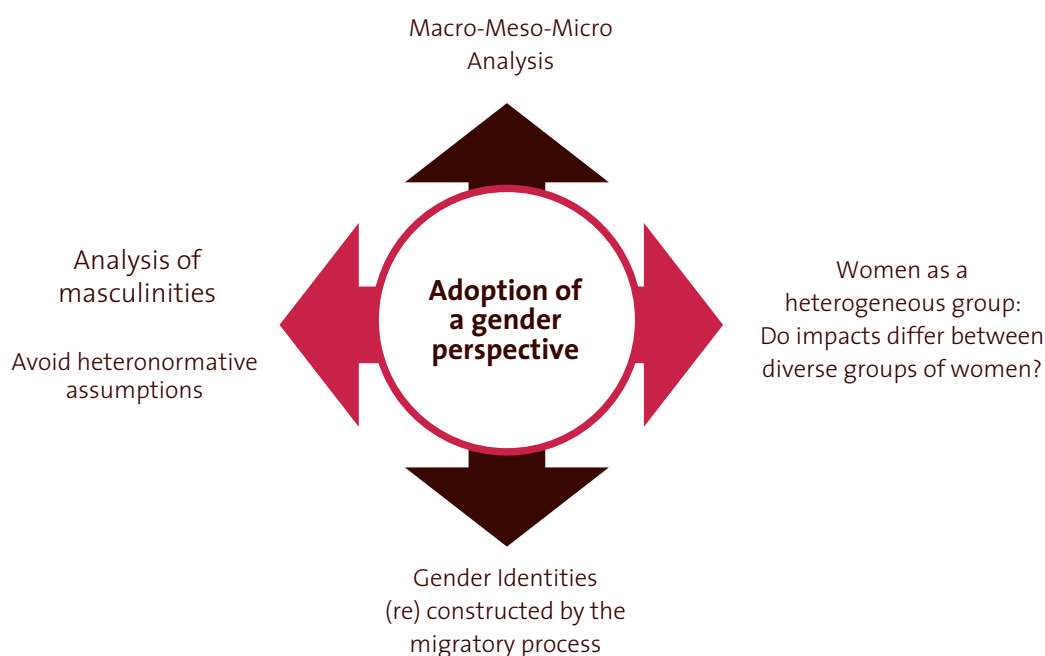 Macro-Meso-Micro
Analysis
Analysis of
masculinities
Avoid heteronormative
assumptions
Adoption of
a gender
perspective
Women as a
heterogeneous group:
Do impacts differ between
diverse groups of women?
Gender Identities
(re) constructed by the
migratory process